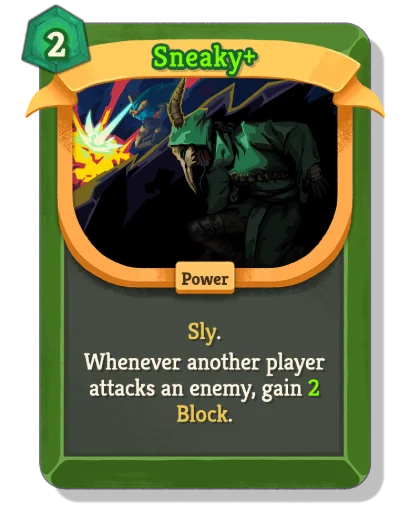 2
Sneaky+
Power
Sly.
Whenever another player
attacks an enemy, gain 2
Block.